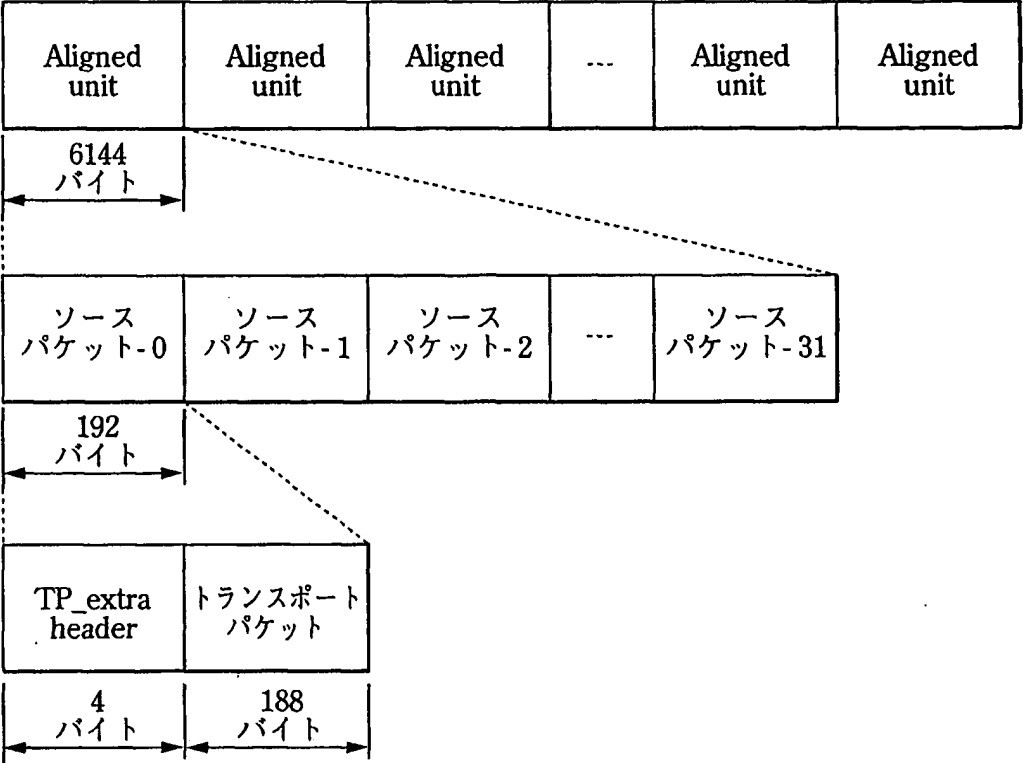 Aligned
unit
Aligned
unit
Aligned
unit
---
Aligned
unit
Aligned
unit
6144
バイト
ソース
パケット-0
ソース
パケット-1
ソース
パケット-2
---
ソース
パケット-31
192
バイト
TP_extra
header
トランスポート
パケット
4
バイト
188
バイト